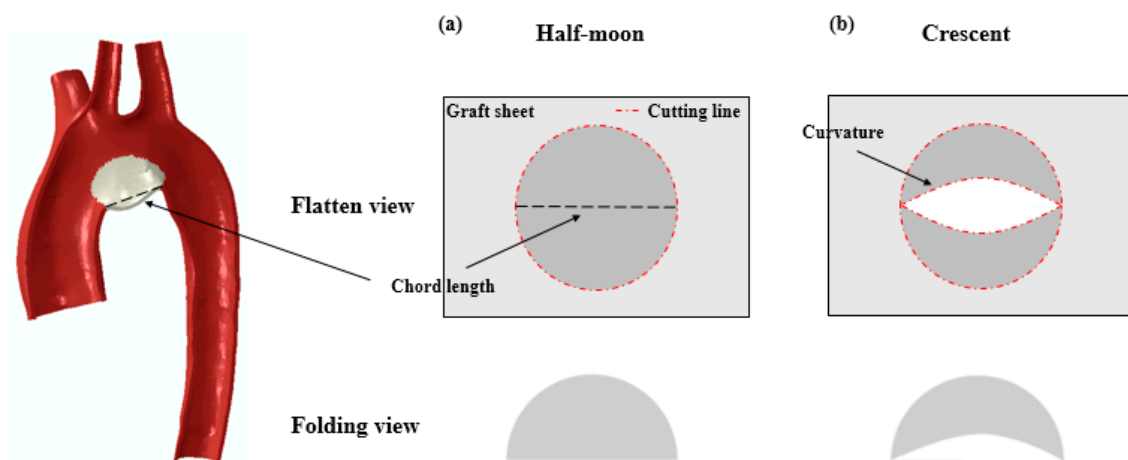 (a)
Half-moon
(b)
Crescent
Graft sheet
Cutting line
Curvature
Flatten view
Chord length
Folding view